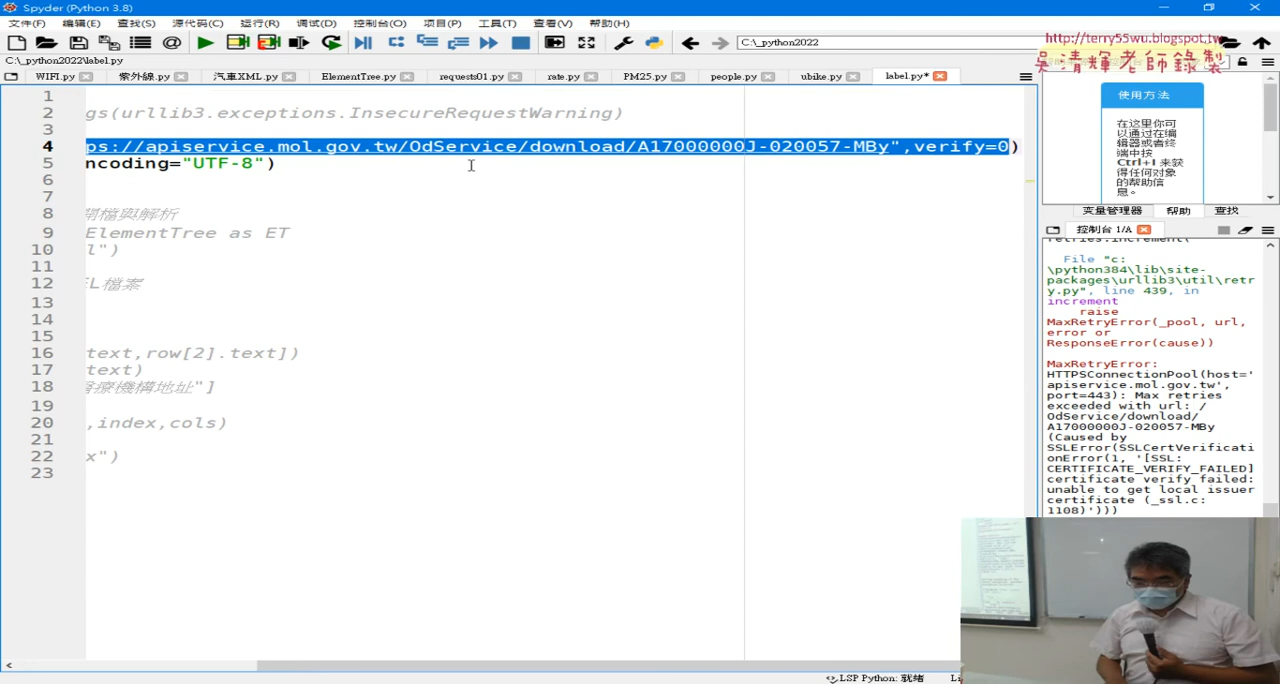 Spyder (Python 3.8)
文件(F) 编辑(E) 查找(S) 源代码(C) 运行(R) 调试(D) 控制台(O) 项目(P) 工具(T) 查看(V) 帮助(H)
C:\_python2022
http://terry55wu.blogspot.tw
吳清輝老師錄製
C:\_python2022\label.py
WIFI.py 紫外線.py 汽車XML.py ElementTree.py requests01.py rate.py PM25.py people.py ubike.py label.py*
1
2 gs(urllib3.exceptions.InsecureRequestWarning)
3
4 ps://apiservice.mol.gov.tw/OdService/download/A17000000J-020057-MBy",verify=0)
5 ncoding="UTF-8")
6
7
8 開檔與解析
9 ElementTree as ET
10 l")
11
12 EL檔案
13
14
15
16 text,row[2].text])
17 text)
18 醫療機構地址"]
19
20 ,index,cols)
21
22 x")
23
使用方法
在这里你可
以通过在编
辑器或者终
端中按
Ctrl+I 来获
得任何对象
的帮助信
息。
变量管理器 帮助 查找
控制台 1/A
retries.increment(
File "c:
\python384\lib\site-
packages\urllib3\util\retr
y.py", line 439, in
increment
raise
MaxRetryError(_pool, url,
error or
ResponseError(cause))
MaxRetryError:
HTTPSConnectionPool(host='
apiservice.mol.gov.tw',
port=443): Max retries
exceeded with url: /
OdService/download/
A17000000J-020057-MBy
(Caused by
SSLError(SSLCertVerificati
onError(1, '[SSL:
CERTIFICATE_VERIFY_FAILED]
certificate verify failed:
unable to get local issuer
certificate (_ssl.c:
1108)')))
LSP Python: 就绪